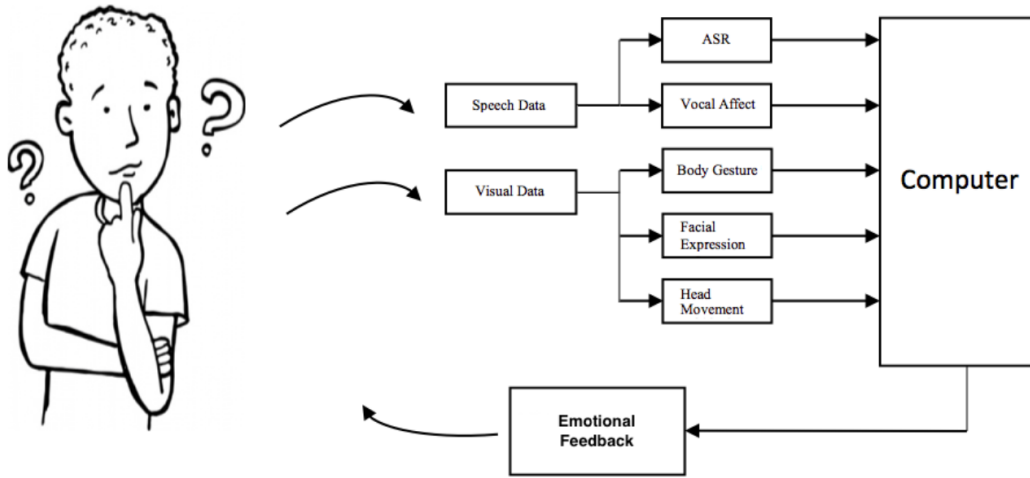 ?
?
ASR
Speech Data
Vocal Affect
Body Gesture
Visual Data
Computer
Facial
Expression
Head
Movement
Emotional
Feedback